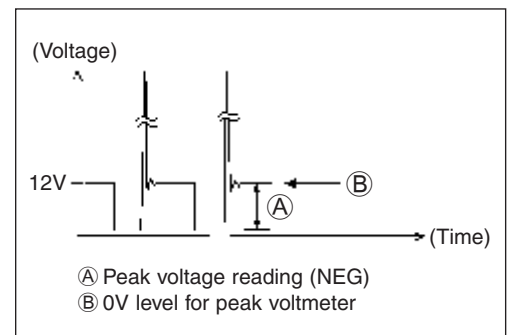 (Voltage)
12V
Ⓑ
Ⓐ
(Time)
Ⓐ Peak voltage reading (NEG)
Ⓑ 0V level for peak voltmeter